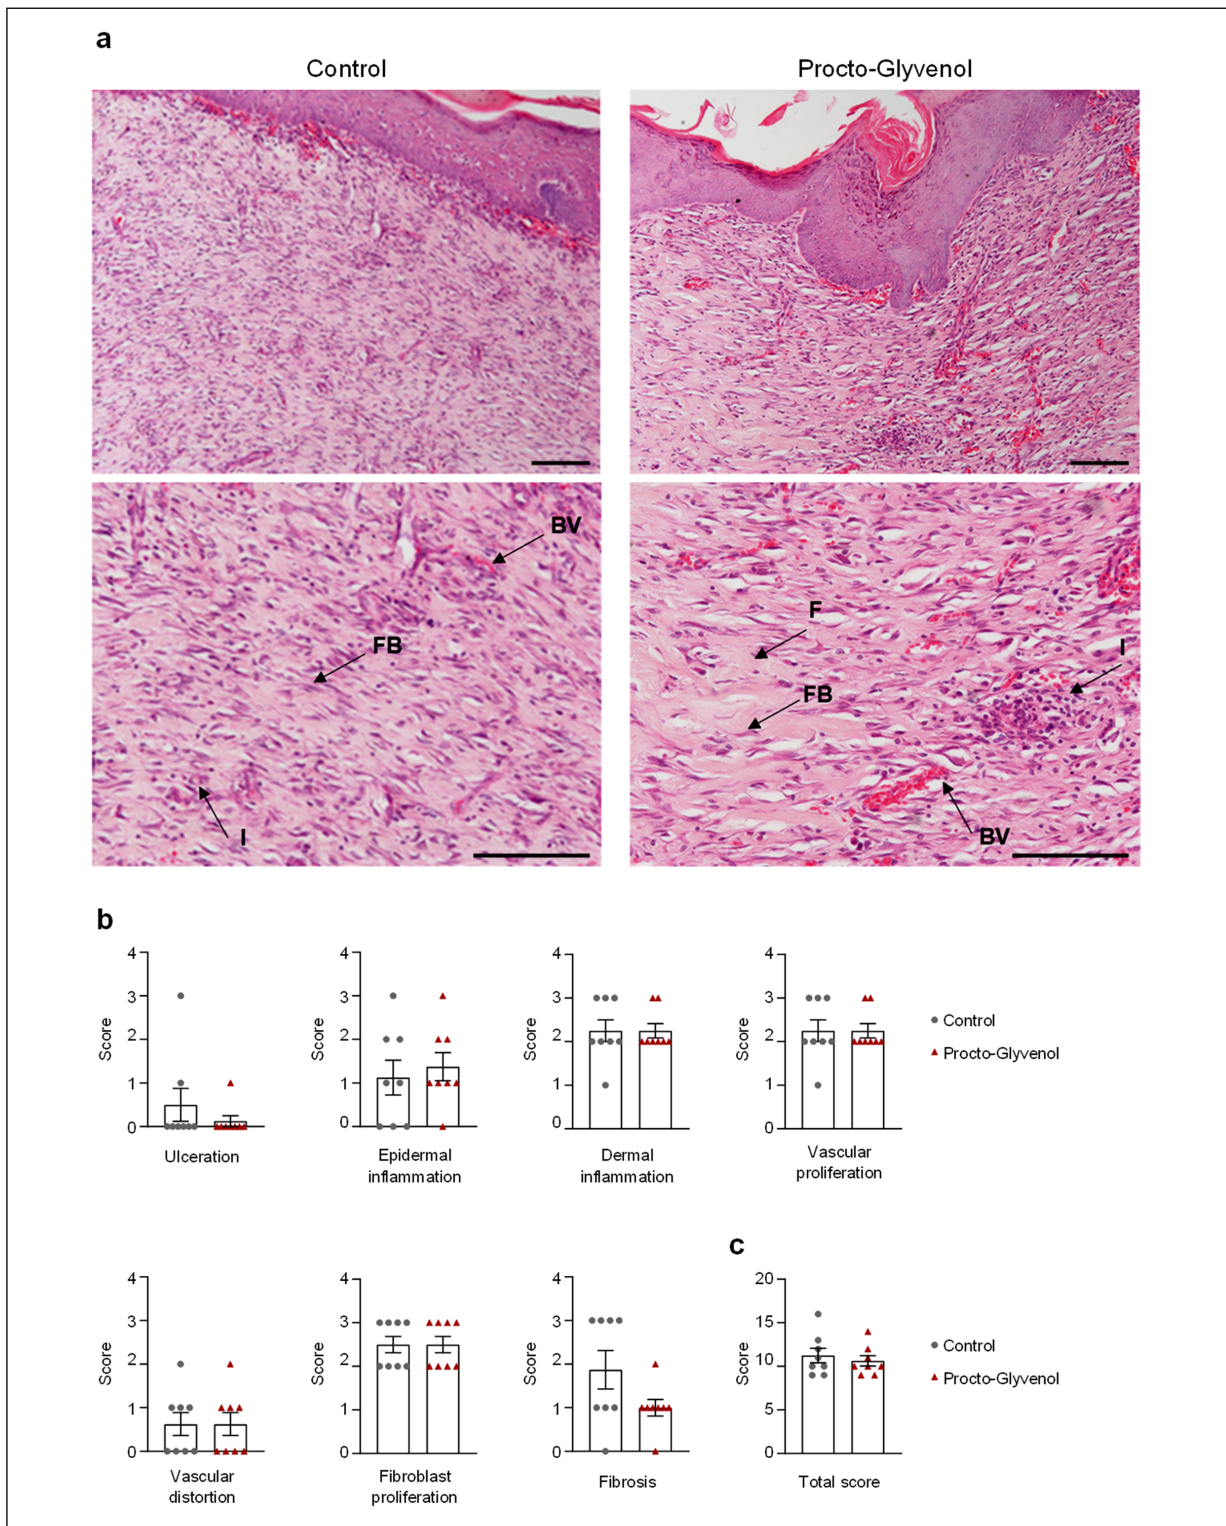 a
Control
Procto-Glyvenol
BV
FB
I
F
I
FB
BV
b
4
3
2
1
0
Score
Ulceration
4
3
2
1
0
Score
Epidermal
inflammation
4
3
2
1
0
Score
Dermal
inflammation
4
3
2
1
0
Score
Vascular
proliferation
Control
Procto-Glyvenol
4
3
2
1
0
Score
Vascular
distortion
4
3
2
1
0
Score
Fibroblast
proliferation
4
3
2
1
0
Score
Fibrosis
c
20
15
10
5
0
Score
Total score
Control
Procto-Glyvenol